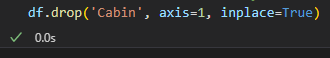 df.drop('Cabin', axis=1, inplace=True)
0.0s